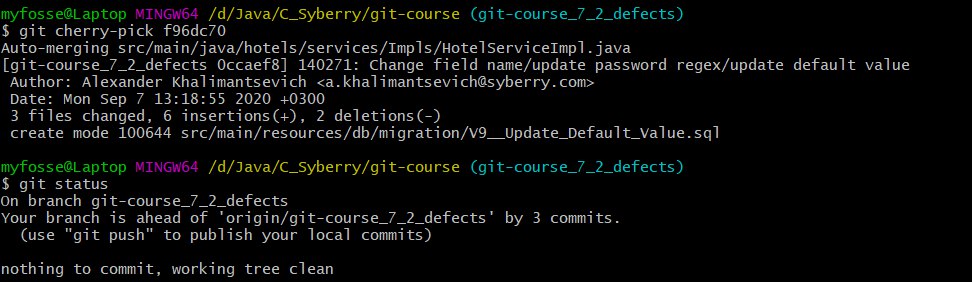 myfosse@Laptop MINGW64 /d/Java/C_Syberry/git-course (git-course_7_2_defects)
$ git cherry-pick f96dc70
Auto-merging src/main/java/hotels/services/Impls/HotelServiceImpl.java
[git-course_7_2_defects 0ccaef8] 140271: Change field name/update password regex/update default value
 Author: Alexander Khalimantsevich <a.khalimantsevich@syberry.com>
 Date: Mon Sep 7 13:18:55 2020 +0300
 3 files changed, 6 insertions(+), 2 deletions(-)
 create mode 100644 src/main/resources/db/migration/V9__Update_Default_Value.sql

myfosse@Laptop MINGW64 /d/Java/C_Syberry/git-course (git-course_7_2_defects)
$ git status
On branch git-course_7_2_defects
Your branch is ahead of 'origin/git-course_7_2_defects' by 3 commits.
  (use "git push" to publish your local commits)

nothing to commit, working tree clean